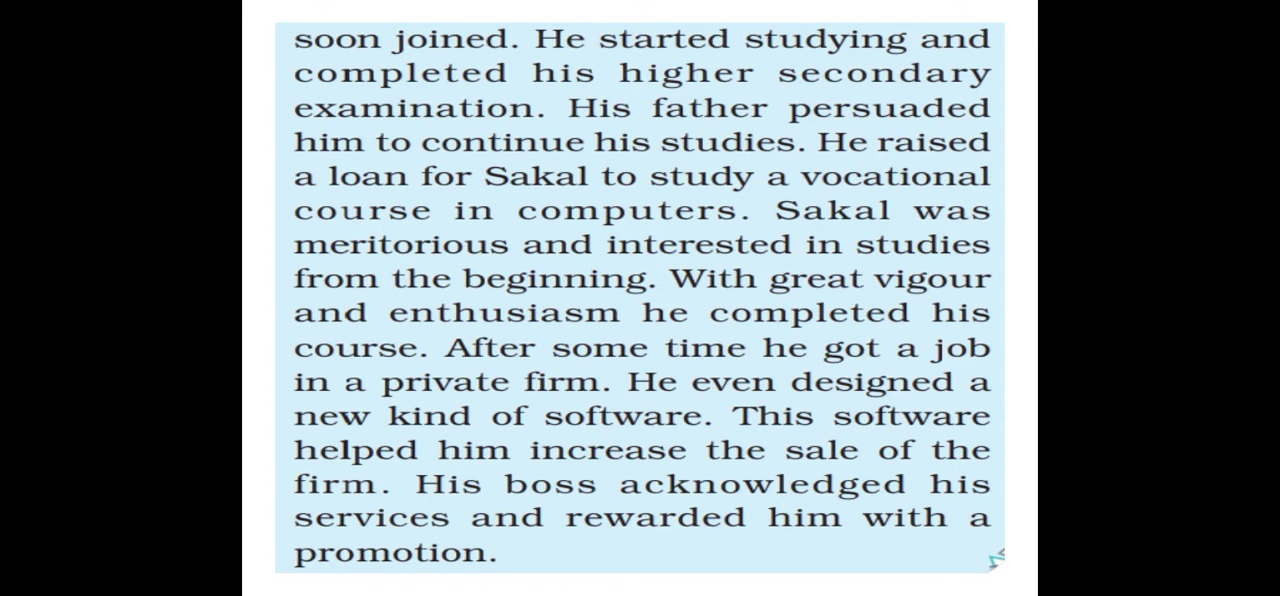 soon joined. He started studying and
completed his higher secondary
examination. His father persuaded
him to continue his studies. He raised
a loan for Sakal to study a vocational
course in computers. Sakal was
meritorious and interested in studies
from the beginning. With great vigour
and enthusiasm he completed his
course. After some time he got a job
in a private firm. He even designed a
new kind of software. This software
helped him increase the sale of the
firm. His boss acknowledged his
services and rewarded him with a
promotion.